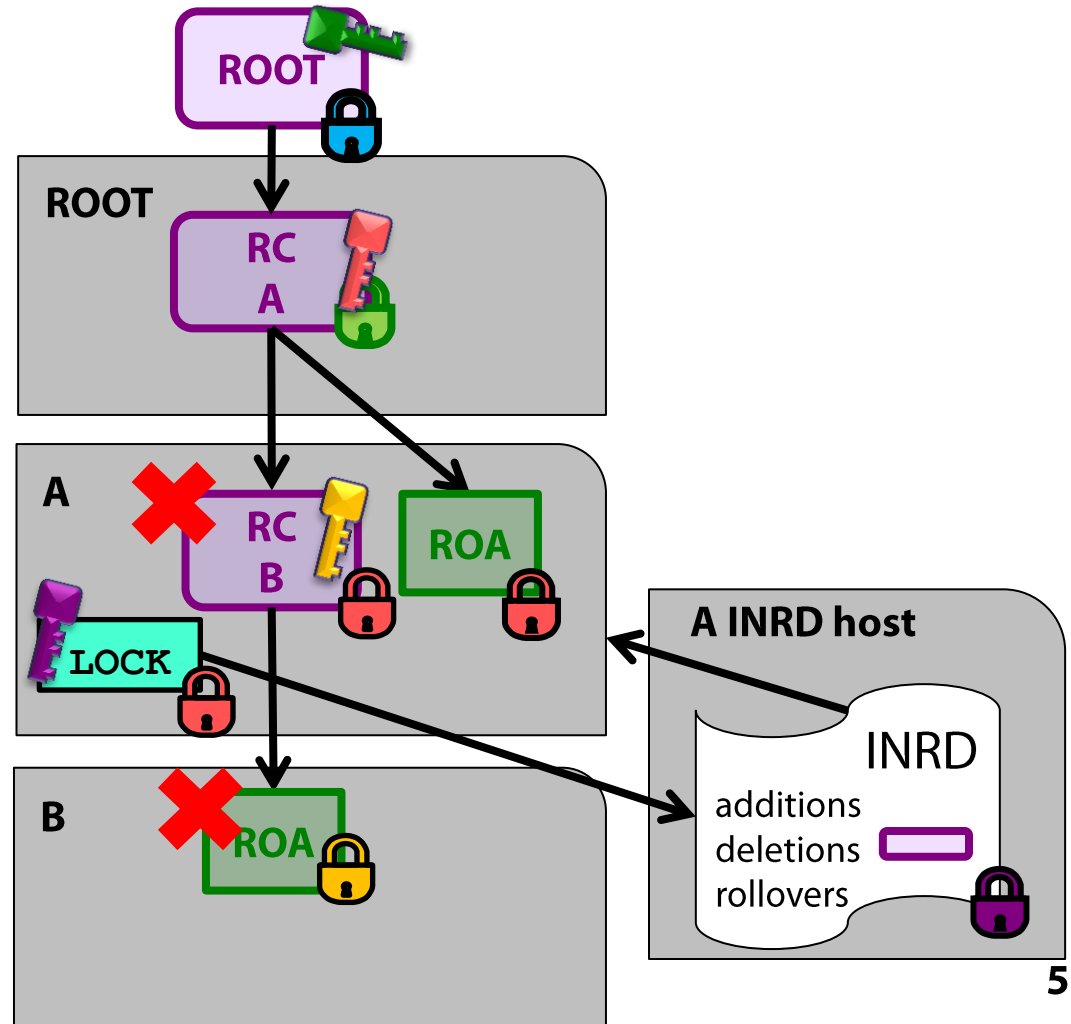 ROOT
ROOT
RC
A
A
RC
B
ROA
LOCK
A INRD host
INRD
additions
deletions
rollovers
B
ROA
5